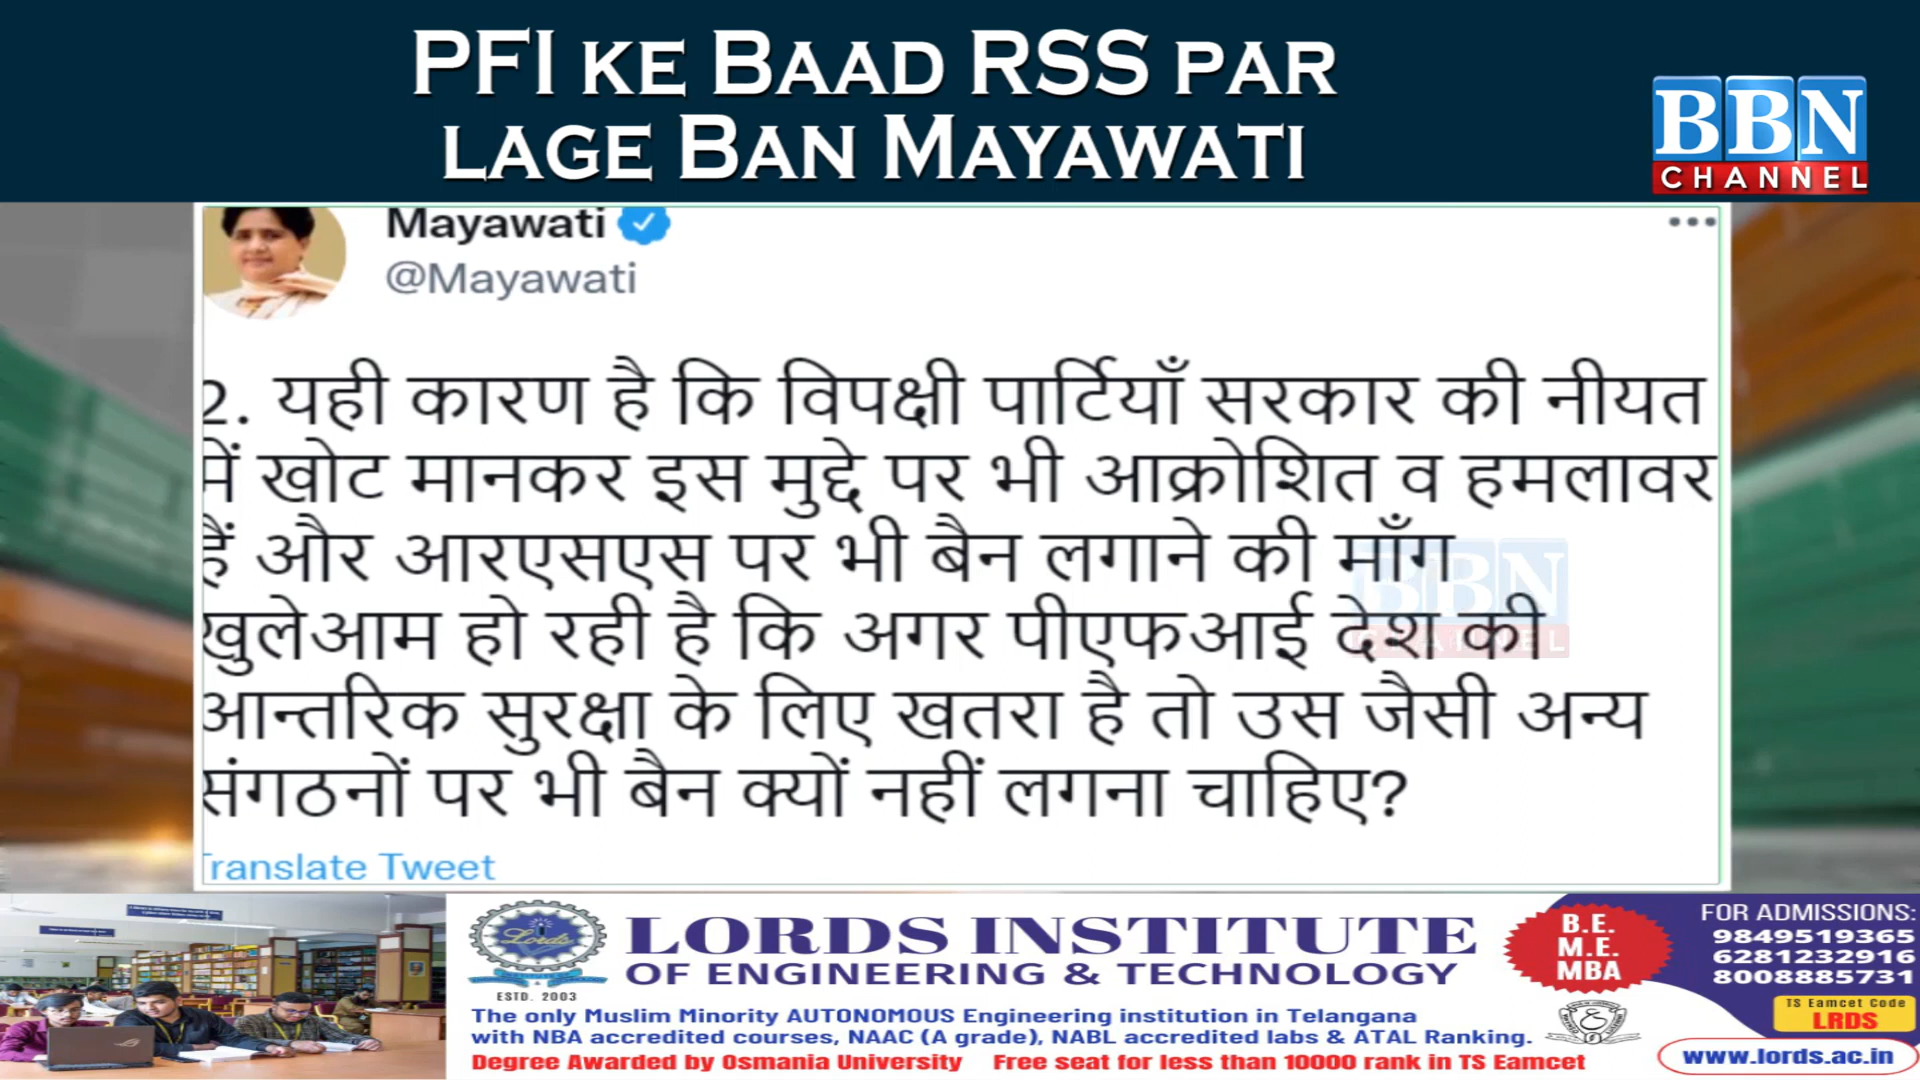 PFI KE BAAD RSS PAR
LAGE BAN MAYAWATI
BBN
CHANNEL
Mayawati
@Mayawati
2. यही कारण है कि विपक्षी पार्टियाँ सरकार की नीयत
में खोट मानकर इस मुद्दे पर भी आक्रोशित व हमलावर
हैं और आरएसएस पर भी बैन लगाने की माँग
खुलेआम हो रही है कि अगर पीएफआई देश की
आन्तरिक सुरक्षा के लिए खतरा है तो उस जैसी अन्य
संगठनों पर भी बैन क्यों नहीं लगना चाहिए?
BBN
CHANNEL
Translate Tweet
Lords
ESTD. 2003
LORDS INSTITUTE
OF ENGINEERING & TECHNOLOGY
The only Muslim Minority AUTONOMOUS Engineering institution in Telangana
with NBA accredited courses, NAAC (A grade), NABL accredited labs & ATAL Ranking.
Degree Awarded by Osmania University Free seat for less than 10000 rank in TS Eamcet
B.E.
M.E.
MBA
FOR ADMISSIONS:
9849519365
6281232916
8008885731
TS Eamcet Code
LRDS
www.lords.ac.in